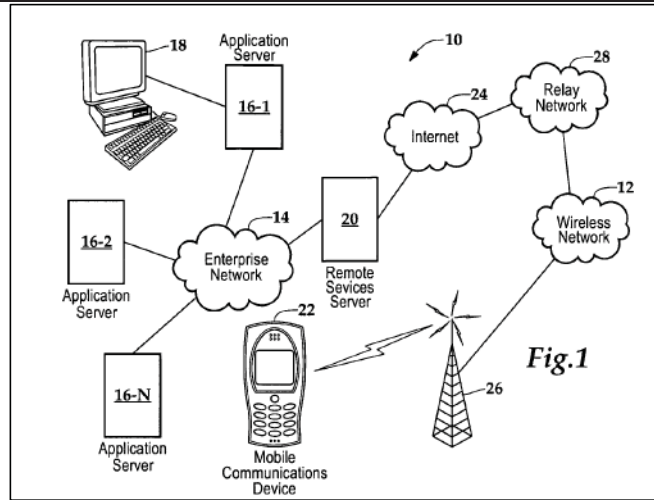 18
Application
Server
16-1
10
24
Internet
28
Relay
Network
12
Wireless
Network
14
Enterprise
Network
20
Remote
Sevices
Server
16-2
Application
Server
16-N
Application
Server
22
Mobile
Communications
Device
26
Fig.1